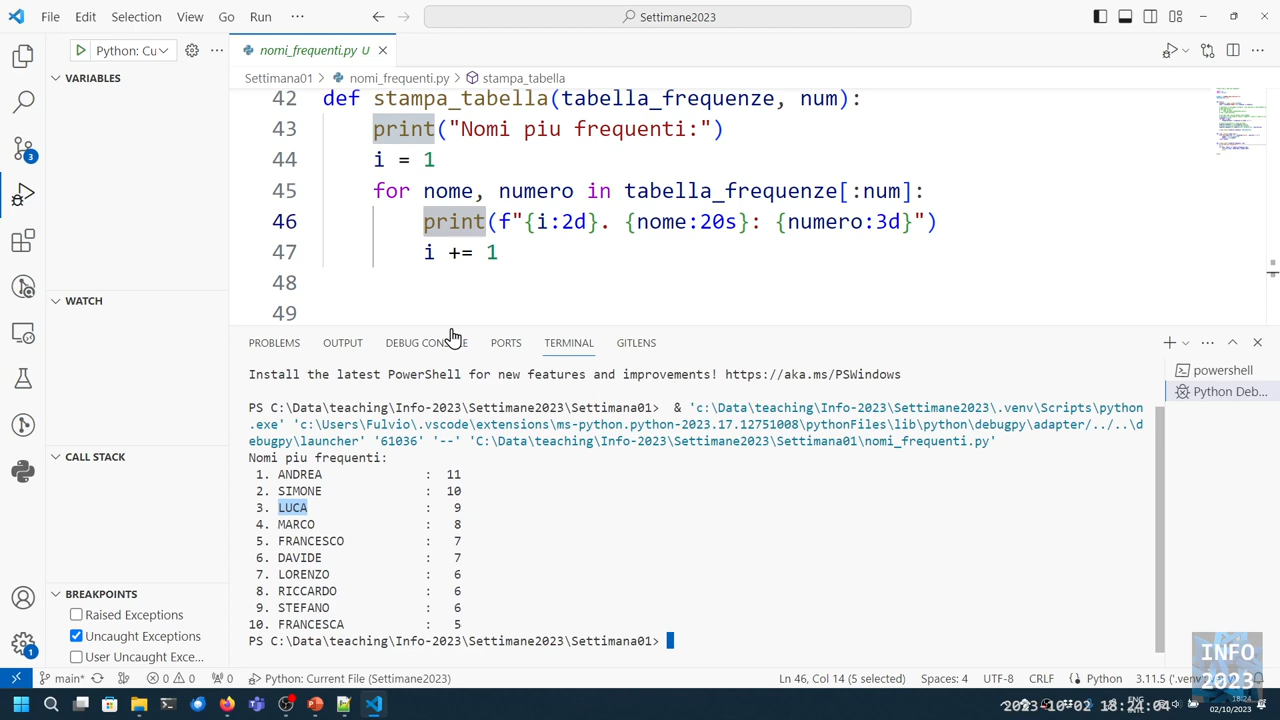 File Edit Selection View Go Run ··· Settimane2023
Python: Cu
nomi_frequenti.py U
VARIABLES
Settimana01 > nomi_frequenti.py > stampa_tabella
42 def stampa_tabella(tabella_frequenze, num):
43 print("Nomi piu frequenti:")
44 i = 1
45 for nome, numero in tabella_frequenze[:num]:
46 print(f"{i:2d}. {nome:20s}: {numero:3d}")
47 i += 1
48
49
3
WATCH
PROBLEMS OUTPUT DEBUG CONSOLE PORTS TERMINAL GITLENS
Install the latest PowerShell for new features and improvements! https://aka.ms/PSWindows
powershell
Python Deb...
PS C:\Data\teaching\Info-2023\Settimane2023\Settimana01> & 'c:\Data\teaching\Info-2023\Settimane2023\.venv\Scripts\python
.exe' 'c:\Users\Fulvio\.vscode\extensions\ms-python.python-2023.17.12751008\pythonFiles\lib\python\debugpy\adapter/../..\d
ebugpy\launcher' '61036' '--' 'C:\Data\teaching\Info-2023\Settimane2023\Settimana01\nomi_frequenti.py'
Nomi piu frequenti:
1. ANDREA : 11
2. SIMONE : 10
3. LUCA : 9
4. MARCO : 8
5. FRANCESCO : 7
6. DAVIDE : 7
7. LORENZO : 6
8. RICCARDO : 6
9. STEFANO : 6
10. FRANCESCA : 5
PS C:\Data\teaching\Info-2023\Settimane2023\Settimana01>
CALL STACK
BREAKPOINTS
Raised Exceptions
Uncaught Exceptions
User Uncaught Exce...
1
INFO
2023
main* 0 0 0 Python: Current File (Settimane2023) Ln 46, Col 14 (5 selected) Spaces: 4 UTF-8 CRLF Python 3.11.5 ('.venv
2023-10-02 18:24:01
ENG
18:24
02/10/2023